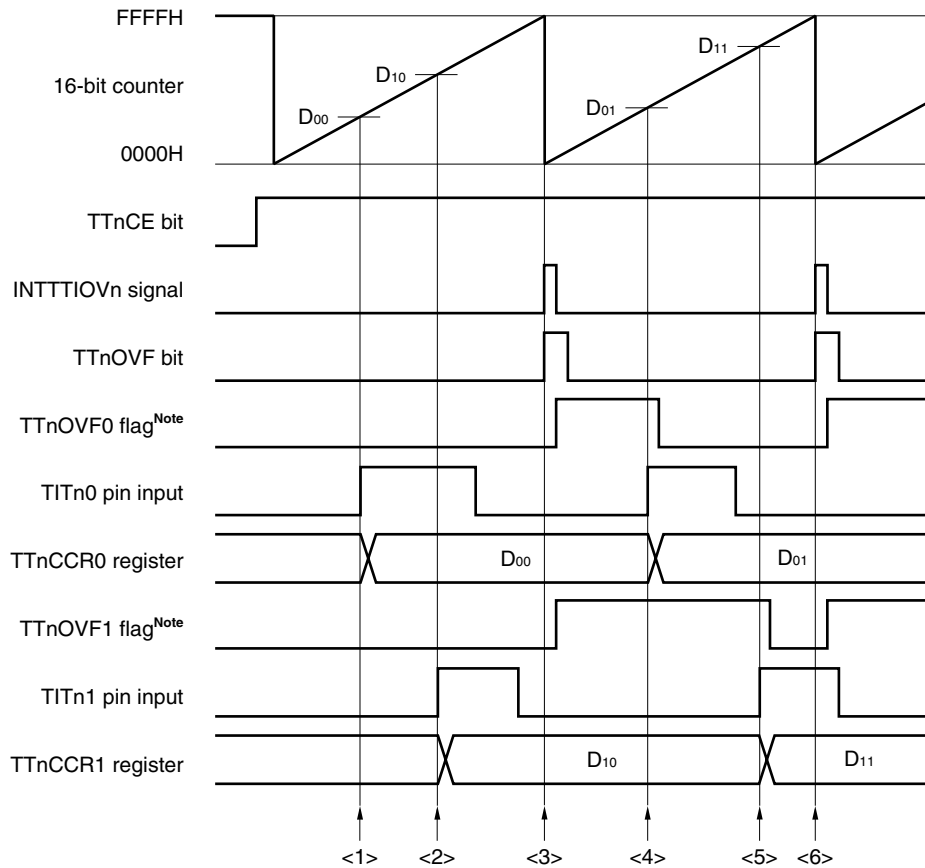 FFFFH
16-bit counter
0000H
D00
D10
D01
D11
TTnCE bit
INTTTIOVn signal
TTnOVF bit
TTnOVF0 flagNote
TITn0 pin input
TTnCCR0 register
D00
D01
TTnOVF1 flagNote
TITn1 pin input
TTnCCR1 register
D10
D11
<1> <2> <3> <4> <5> <6>